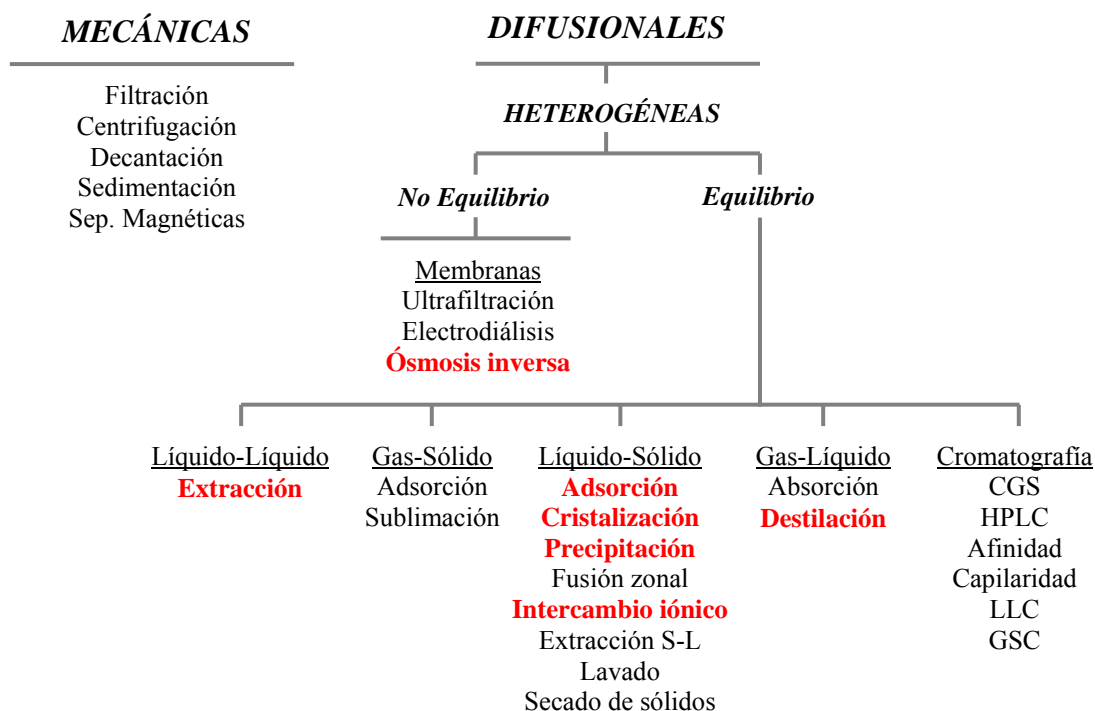 MECÁNICAS
Filtración
Centrifugación
Decantación
Sedimentación
Sep. Magnéticas
DIFUSIONALES
HETEROGÉNEAS
No Equilibrio
Equilibrio
Membranas
Ultrafiltración
Electrodiálisis
Ósmosis inversa
Líquido-Líquido
Extracción
Gas-Sólido
Adsorción
Sublimación
Líquido-Sólido
Adsorción
Cristalización
Precipitación
Fusión zonal
Intercambio iónico
Extracción S-L
Lavado
Secado de sólidos
Gas-Líquido
Absorción
Destilación
Cromatografía
CGS
HPLC
Afinidad
Capilaridad
LLC
GSC